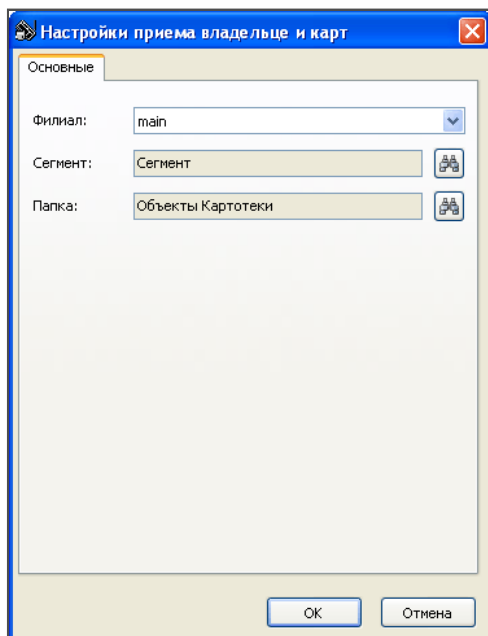 Настройки приема владельце и карт
Основные
Филиал: main
Сегмент: Сегмент
Папка: Объекты Картотеки
OK Отмена